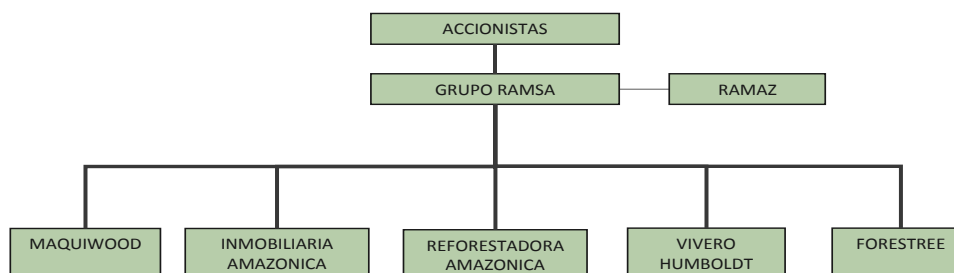 ACCIONISTAS
GRUPO RAMSA
RAMAZ
MAQUIWOOD
INMOBILIARIA
AMAZONICA
REFORESTADORA
AMAZONICA
VIVERO
HUMBOLDT
FORESTREE